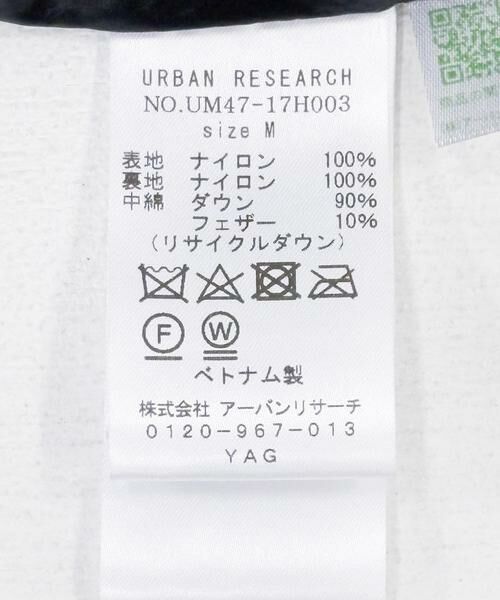 URBAN RESEARCH
NO.UM47-17H003
size M
表地 ナイロン 100%
裏地 ナイロン 100%
中綿 ダウン 90%
フェザー 10%
(リサイクルダウン)
F W
ベトナム製
株式会社 アーバンリサーチ
0120-967-013
YAG